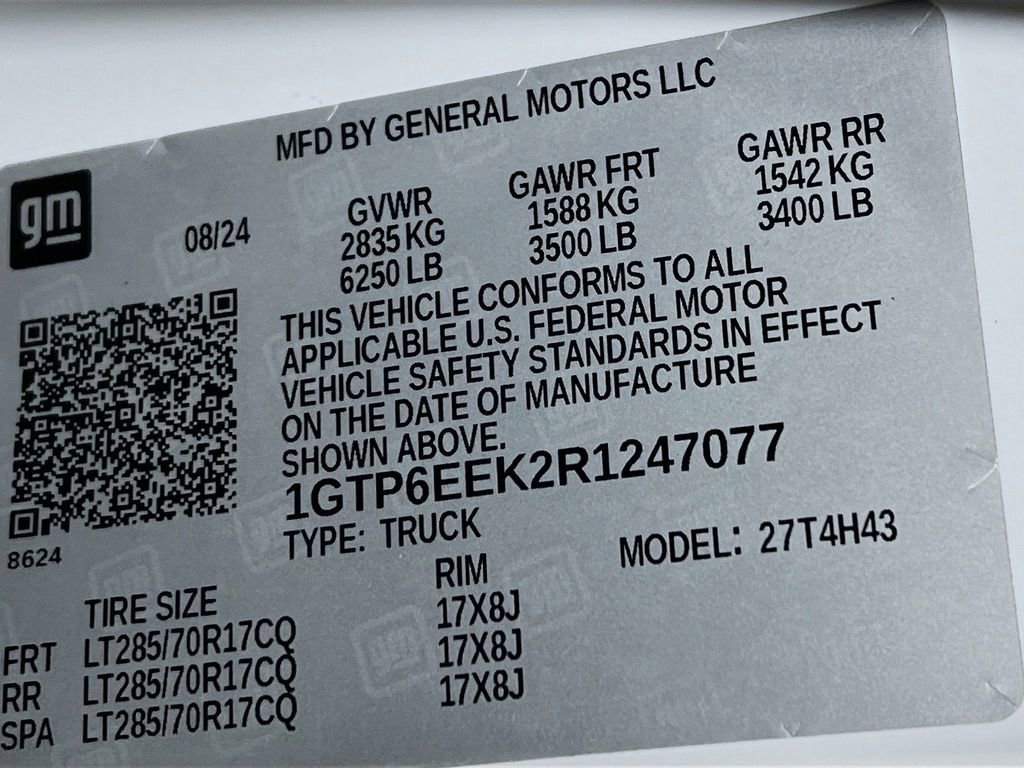 MFD BY GENERAL MOTORS LLC
gm
08/24
GVWR GAWR FRT GAWR RR
2835 KG 1588 KG 1542 KG
6250 LB 3500 LB 3400 LB
THIS VEHICLE CONFORMS TO ALL
APPLICABLE U.S. FEDERAL MOTOR
VEHICLE SAFETY STANDARDS IN EFFECT
ON THE DATE OF MANUFACTURE
SHOWN ABOVE.
1GTP6EEK2R1247077
8624
TYPE: TRUCK MODEL: 27T4H43
TIRE SIZE RIM
FRT LT285/70R17CQ 17X8J
RR LT285/70R17CQ 17X8J
SPA LT285/70R17CQ 17X8J